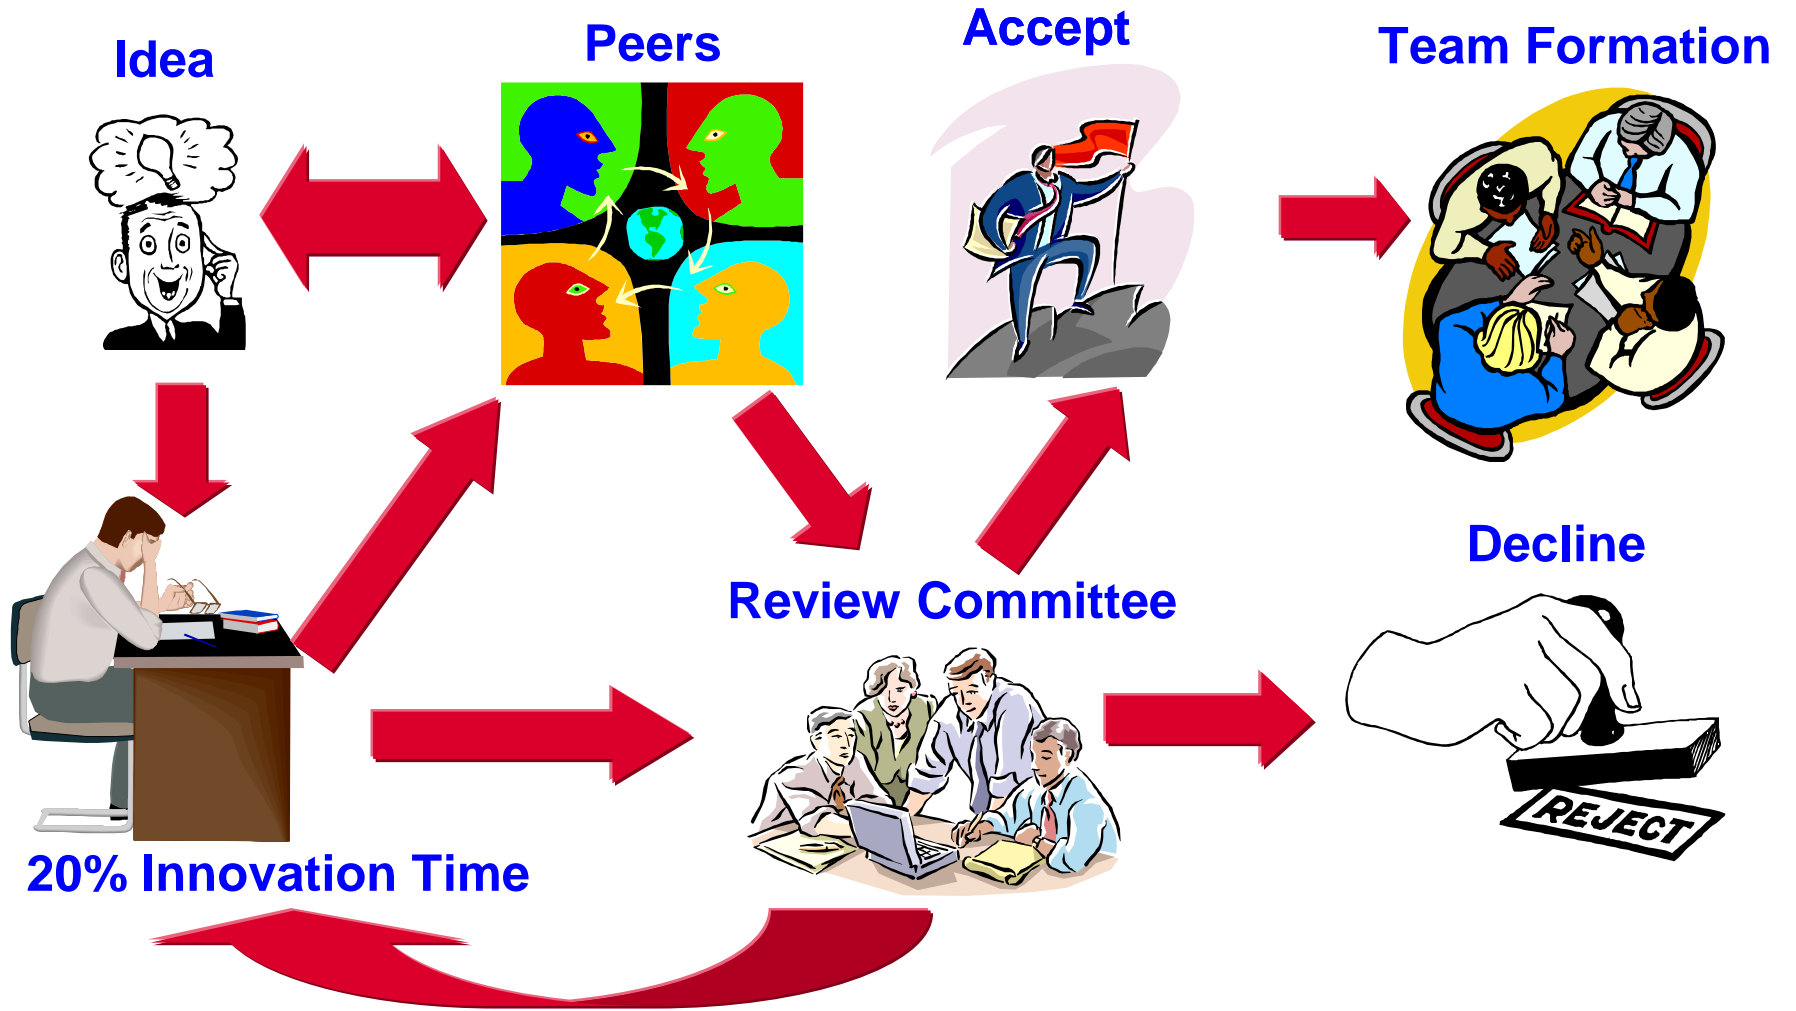 Idea
Peers
Accept
Team Formation
Decline
Review Committee
REJECT
20% Innovation Time